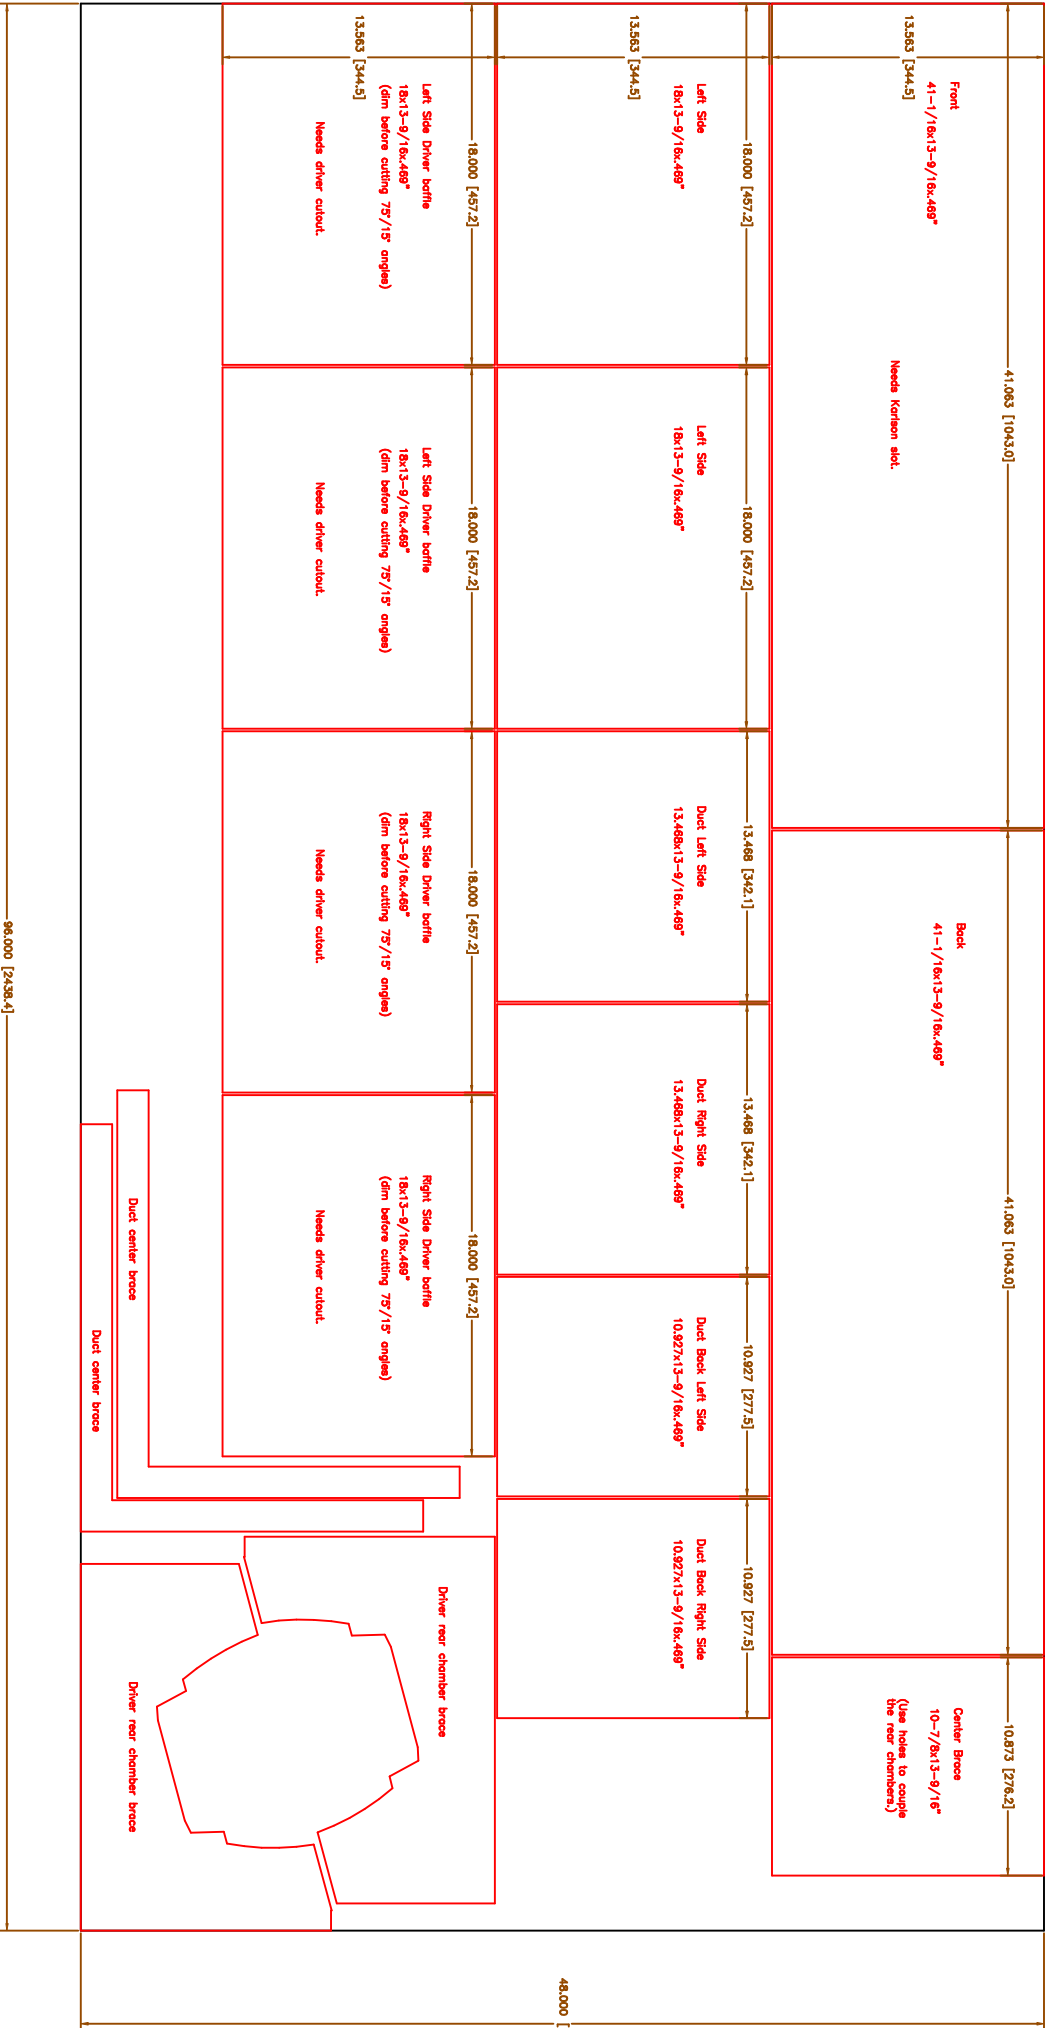 41.063 [1043.0]
41.063 [1043.0]
10.873 [276.2]
13.563 [344.5]
Front
41-1/16x13-9/16x.469"
Needs Karlson slot.
Back
41-1/16x13-9/16x.469"
Center Brace
10-7/8x13-9/16"
(Use holes to couple
the rear chambers.)
18.000 [457.2]
18.000 [457.2]
13.468 [342.1]
13.468 [342.1]
10.927 [277.5]
10.927 [277.5]
13.563 [344.5]
Left Side
18x13-9/16x.469"
Left Side
18x13-9/16x.469"
Duct Left Side
13.468x13-9/16x.469"
Duct Right Side
13.468x13-9/16x.469"
Duct Back Left Side
10.927x13-9/16x.469"
Duct Back Right Side
10.927x13-9/16x.469"
48.000 [
18.000 [457.2]
18.000 [457.2]
18.000 [457.2]
18.000 [457.2]
13.563 [344.5]
Left Side Driver baffle
18x13-9/16x.469"
(dim before cutting 75°/15° angles)
Needs driver cutout.
Left Side Driver baffle
18x13-9/16x.469"
(dim before cutting 75°/15° angles)
Needs driver cutout.
Right Side Driver baffle
18x13-9/16x.469"
(dim before cutting 75°/15° angles)
Needs driver cutout.
Right Side Driver baffle
18x13-9/16x.469"
(dim before cutting 75°/15° angles)
Needs driver cutout.
Driver rear chamber brace
Duct center brace
Driver rear chamber brace
Duct center brace
96.000 [2438.4]